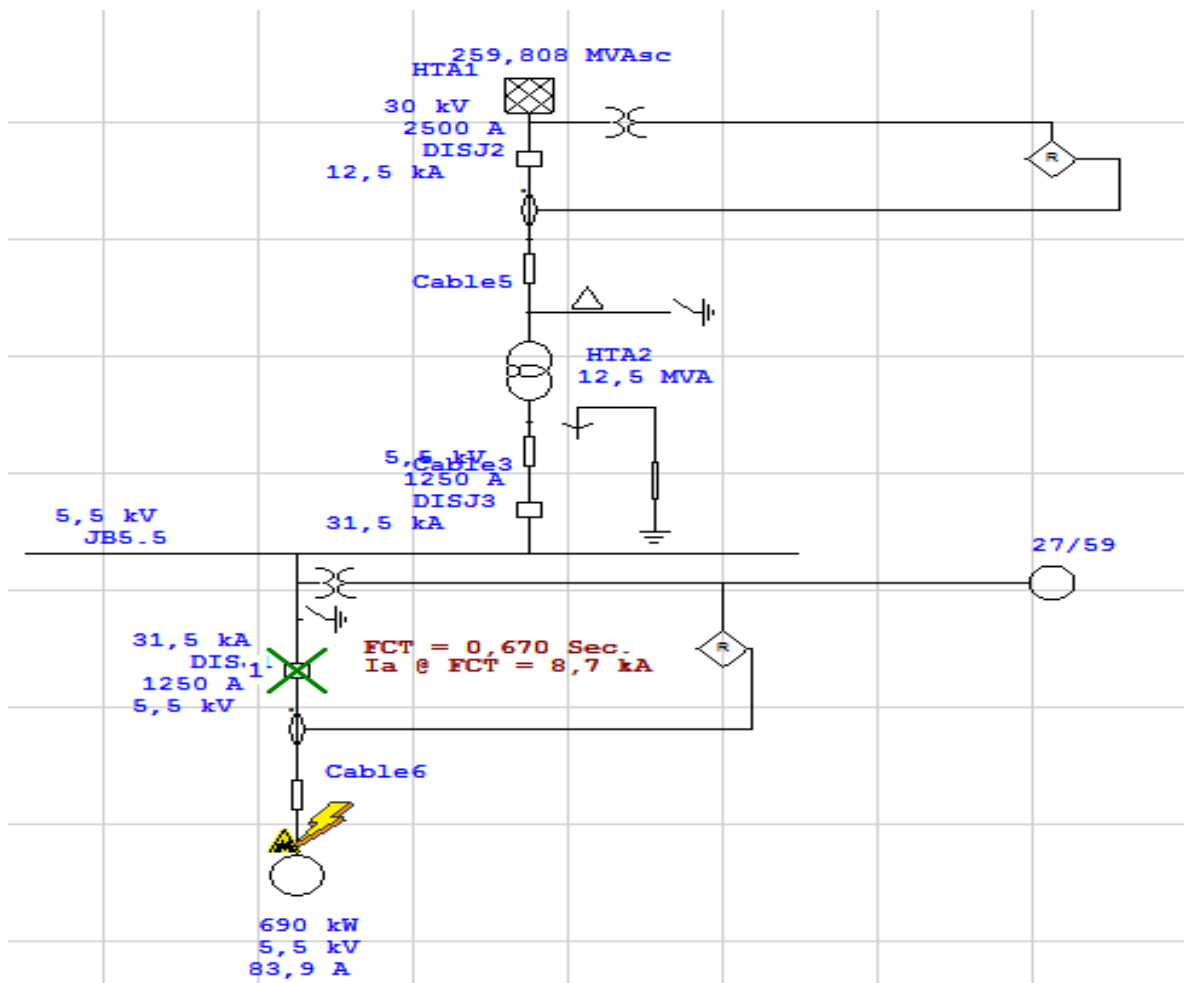 259,808 MVAsc
HTA1
30 kV
2500 A
DISJ2
12,5 kA
R
Cable5
HTA2
12,5 MVA
5,5 kV
Cable3
1250 A
DISJ3
31,5 kA
5,5 kV
JB5.5
27/59
31,5 kA
1250 A
5,5 kV
FCT = 0,670 Sec.
Ia @ FCT = 8,7 kA
R
Cable6
690 kW
5,5 kV
83,9 A